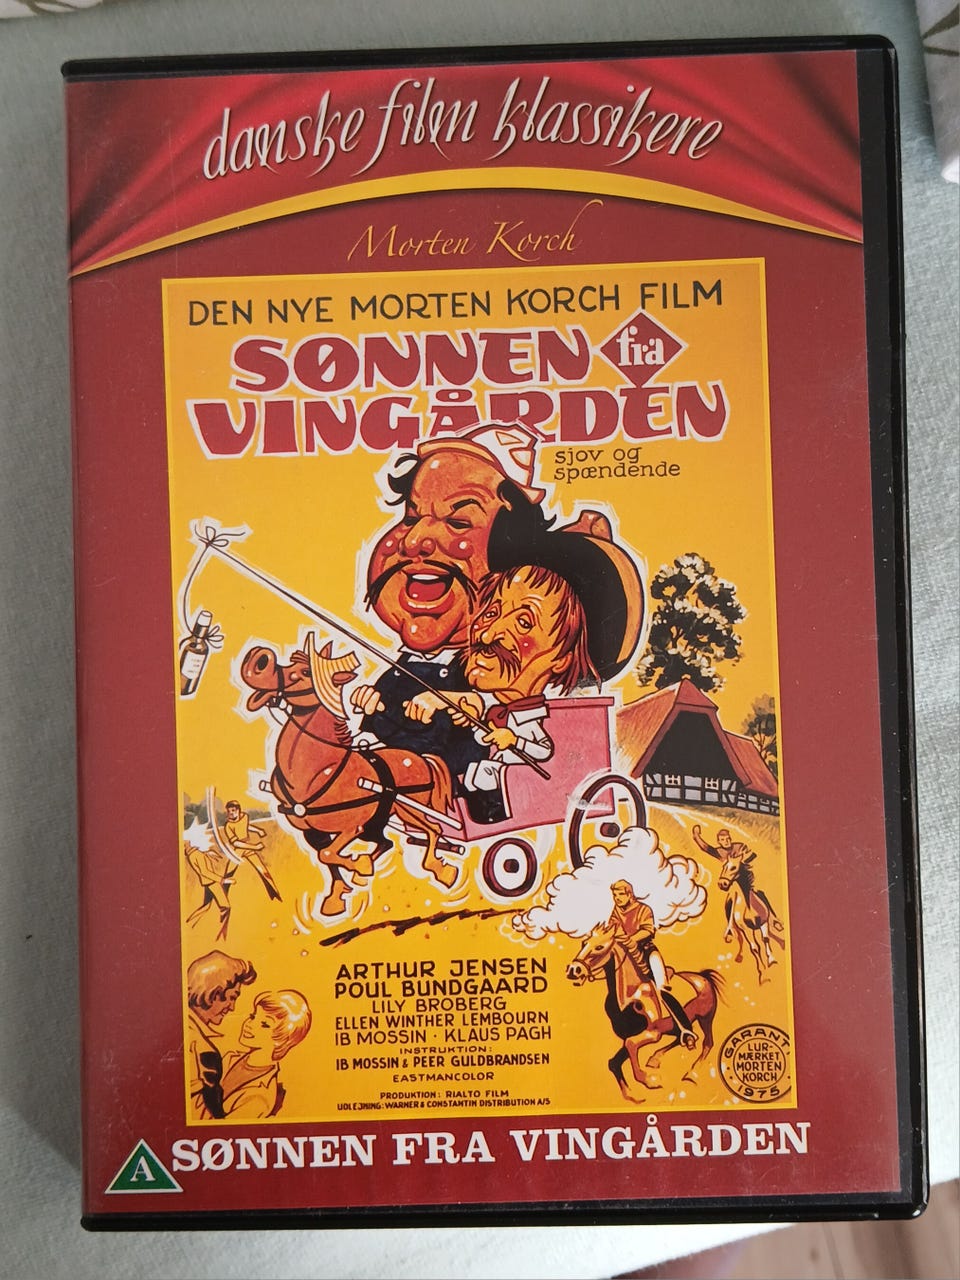 danske film klassikere
Morten Korch
DEN NYE MORTEN KORCH FILM
SØNNEN fra
VINGÅRDEN
sjov og
spændende
ARTHUR JENSEN
POUL BUNDGAARD
LILY BROBERG
ELLEN WINTHER LEMBOURN
IB MOSSIN · KLAUS PAGH
INSTRUKTION:
IB MOSSIN & PEER GULDBRANDSEN
EASTMANCOLOR
PRODUKTION: RIALTO FILM
UDLEJNING: WARNER & CONSTANTIN DISTRIBUTION A/S
GARANT.
LUR-
MÆRKET
MORTEN
KORCH
1975
A
SØNNEN FRA VINGÅRDEN